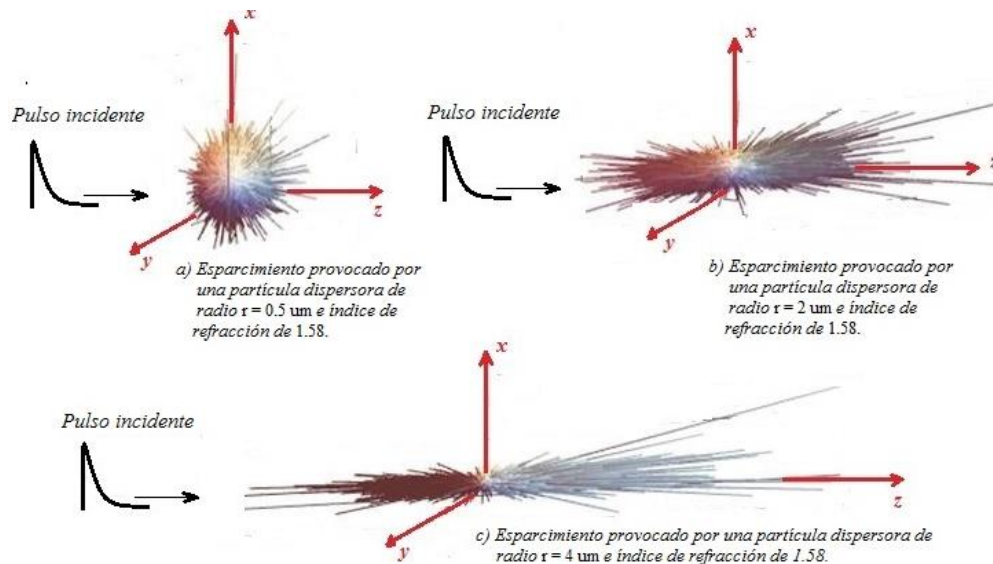 x
Pulso incidente
z
y
a) Esparcimiento provocado por
una partícula dispersora de
radio r = 0.5 um e índice de
refracción de 1.58.
x
Pulso incidente
z
y
b) Esparcimiento provocado por
una partícula dispersora de
radio r = 2 um e índice de
refracción de 1.58.
x
Pulso incidente
z
y
c) Esparcimiento provocado por una partícula dispersora de
radio r = 4 um e índice de refracción de 1.58.